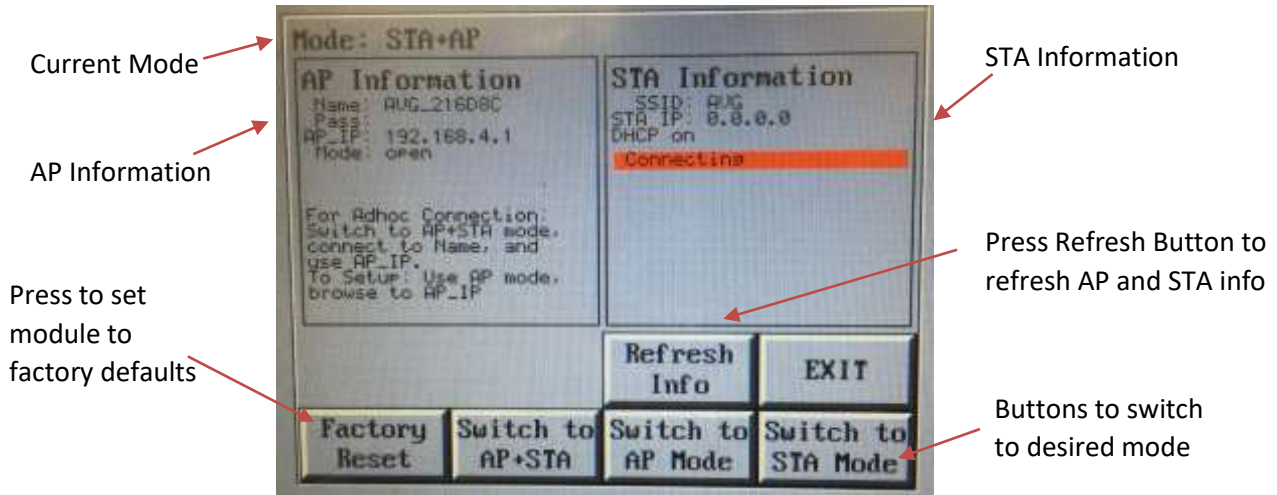 Current Mode
AP Information
Press to set
module to
factory defaults
Mode: STA+AP
AP Information
Name: AVG_216D8C
Pass:
AP_IP: 192.168.4.1
Mode: open
For Adhoc Connection:
Switch to AP+STA mode,
connect to Name, and
use AP_IP.
To Setup: Use AP mode,
browse to AP_IP
STA Information
SSID: AVG
STA IP: 0.0.0.0
DHCP on
Connecting
Refresh
Info
EXIT
Factory
Reset
Switch to
AP+STA
Switch to
AP Mode
Switch to
STA Mode
STA Information
Press Refresh Button to
refresh AP and STA info
Buttons to switch
to desired mode